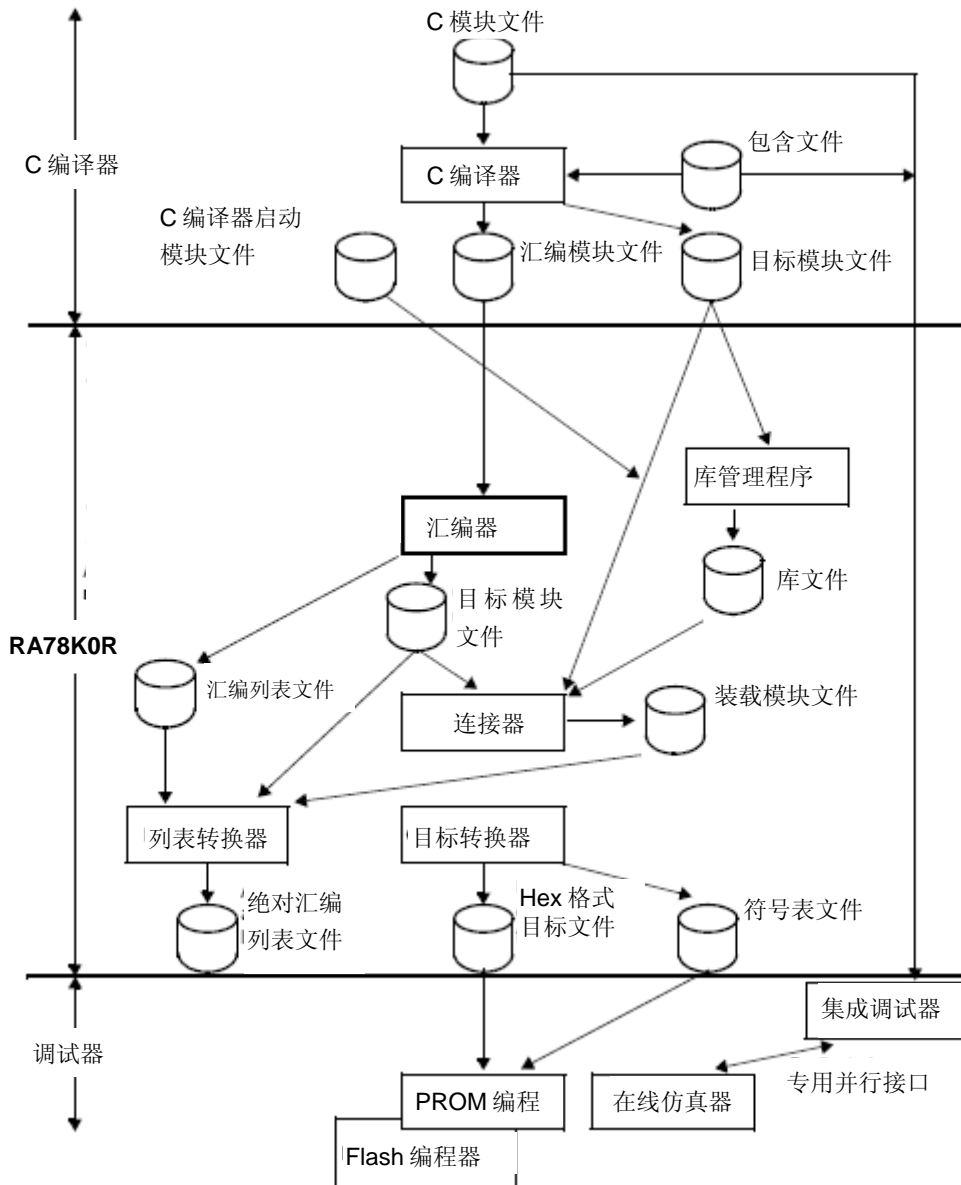 C 模块文件
包含文件
C 编译器
C 编译器
C 编译器启动
模块文件
汇编模块文件
目标模块文件
库管理程序
汇编器
库文件
目标模块
文件
RA78K0R
汇编列表文件
装载模块文件
连接器
列表转换器
目标转换器
绝对汇编
列表文件
Hex 格式
目标文件
符号表文件
集成调试器
调试器
专用并行接口
PROM 编程
在线仿真器
Flash 编程器